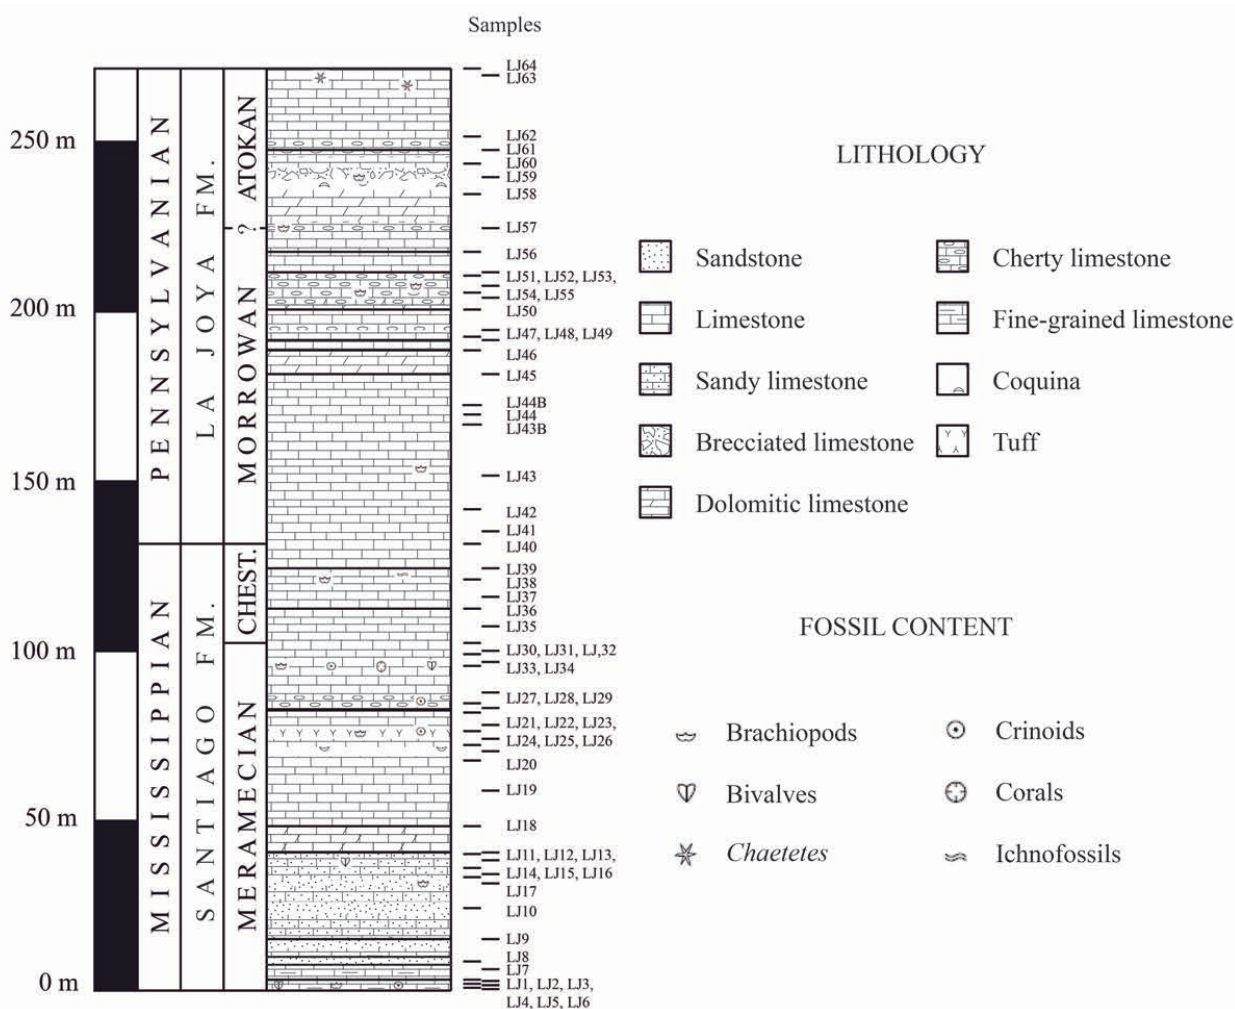 Samples
250 m
200 m
150 m
100 m
50 m
0 m
PENNSYLVANIAN
MISSISSIPPIAN
LA JOYA FM.
SANTIAGO FM.
ATOKAN
?
MORROWAN
CHEST.
MERAMECIAN
LJ64
LJ63
LJ62
LJ61
LJ60
LJ59
LJ58
LJ57
LJ56
LJ51, LJ52, LJ53,
LJ54, LJ55
LJ50
LJ47, LJ48, LJ49
LJ46
LJ45
LJ44B
LJ44
LJ43B
LJ43
LJ42
LJ41
LJ40
LJ39
LJ38
LJ37
LJ36
LJ35
LJ30, LJ31, LJ,32
LJ33, LJ34
LJ27, LJ28, LJ29
LJ21, LJ22, LJ23,
LJ24, LJ25, LJ26
LJ20
LJ19
LJ18
LJ11, LJ12, LJ13,
LJ14, LJ15, LJ16
LJ17
LJ10
LJ9
LJ8
LJ7
LJ1, LJ2, LJ3,
LJ4, LJ5, LJ6
LITHOLOGY
Sandstone
Limestone
Sandy limestone
Brecciated limestone
Dolomitic limestone
Cherty limestone
Fine-grained limestone
Coquina
Tuff
FOSSIL CONTENT
Brachiopods
Bivalves
Chaetetes
Crinoids
Corals
Ichnofossils